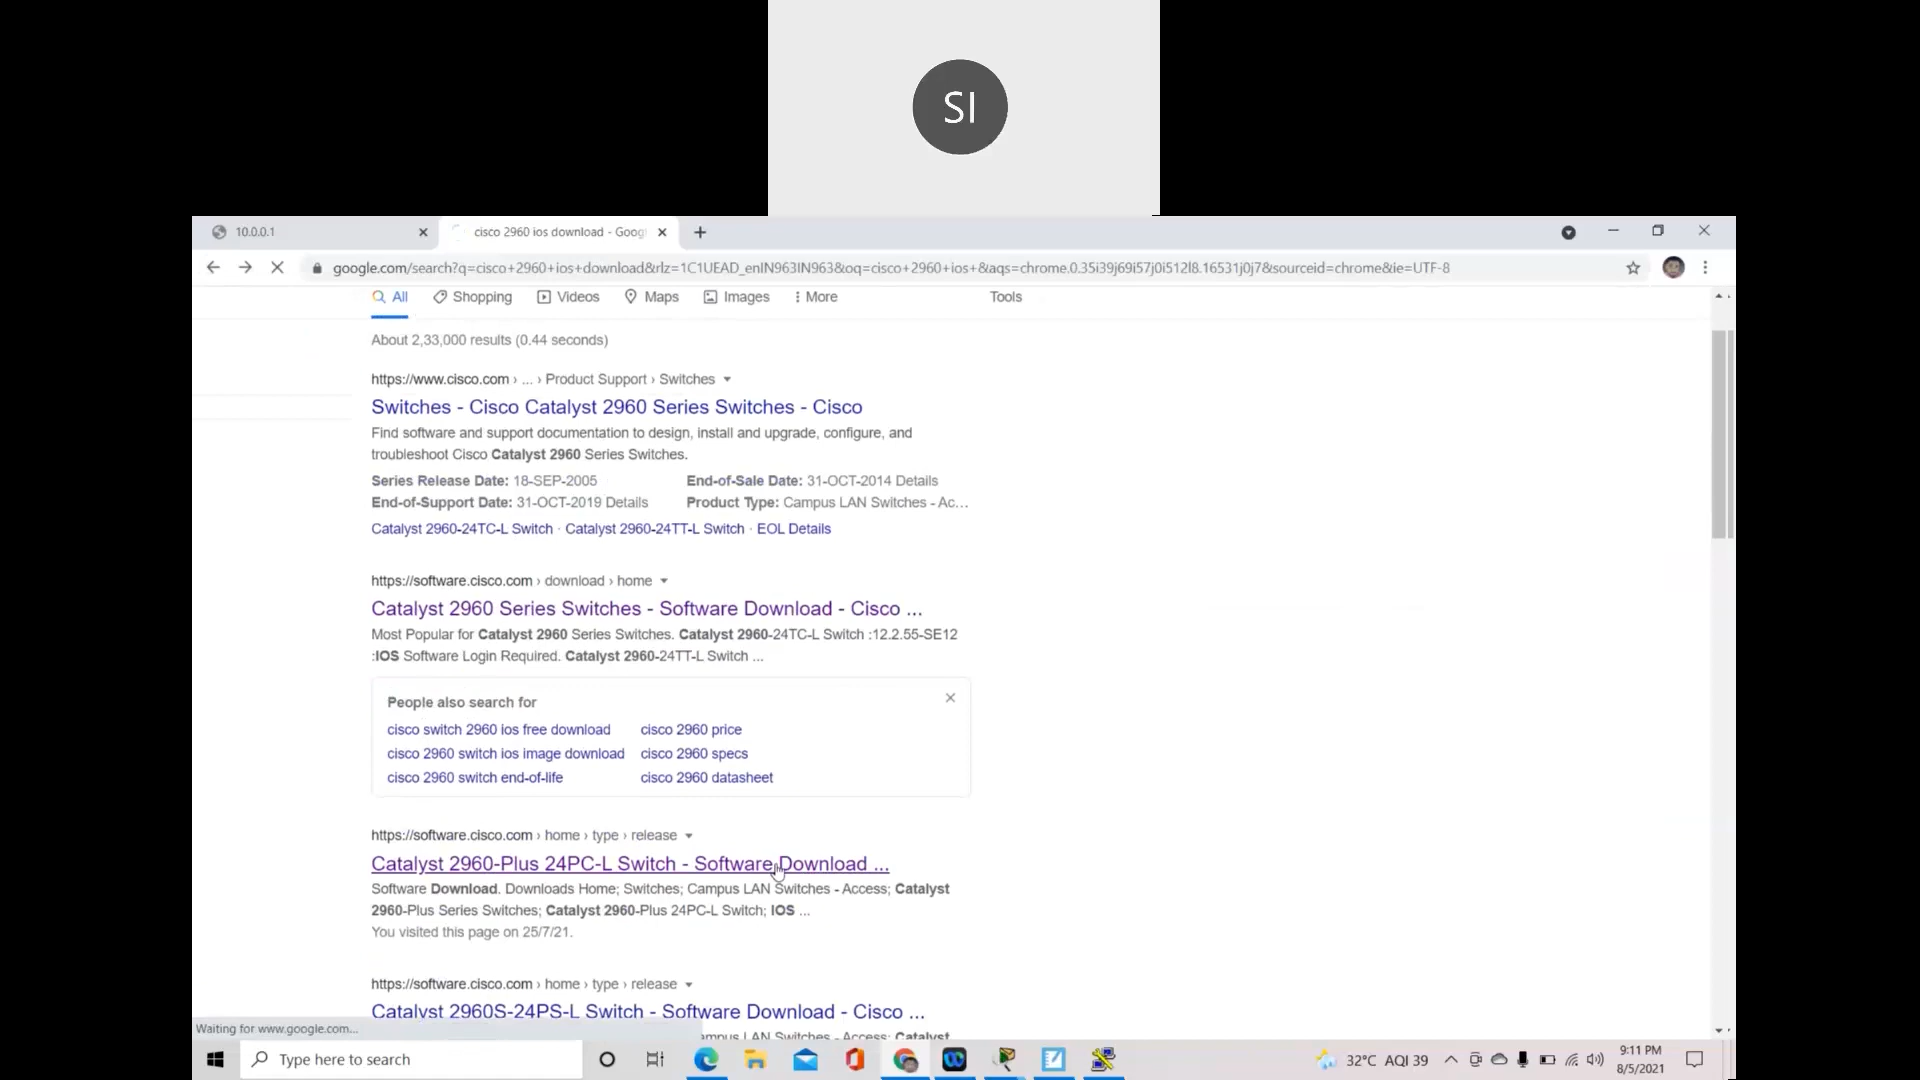 SI
10.0.0.1
cisco 2960 ios download - Goog
google.com/search?q=cisco+2960+ios+download&rlz=1C1UEAD_enIN963IN963&oq=cisco+2960+ios+&aqs=chrome.0.35i39j69i57j0i512l8.16531j0j7&sourceid=chrome&ie=UTF-8
All Shopping Videos Maps Images More Tools
About 2,33,000 results (0.44 seconds)
https://www.cisco.com › ... › Product Support › Switches
Switches - Cisco Catalyst 2960 Series Switches - Cisco
Find software and support documentation to design, install and upgrade, configure, and
troubleshoot Cisco Catalyst 2960 Series Switches.
Series Release Date: 18-SEP-2005 End-of-Sale Date: 31-OCT-2014 Details
End-of-Support Date: 31-OCT-2019 Details Product Type: Campus LAN Switches - Ac...
Catalyst 2960-24TC-L Switch · Catalyst 2960-24TT-L Switch · EOL Details
https://software.cisco.com › download › home
Catalyst 2960 Series Switches - Software Download - Cisco ...
Most Popular for Catalyst 2960 Series Switches. Catalyst 2960-24TC-L Switch :12.2.55-SE12
:IOS Software Login Required. Catalyst 2960-24TT-L Switch ...
People also search for
cisco switch 2960 ios free download cisco 2960 price
cisco 2960 switch ios image download cisco 2960 specs
cisco 2960 switch end-of-life cisco 2960 datasheet
https://software.cisco.com › home › type › release
Catalyst 2960-Plus 24PC-L Switch - Software Download ...
Software Download. Downloads Home; Switches; Campus LAN Switches - Access; Catalyst
2960-Plus Series Switches; Catalyst 2960-Plus 24PC-L Switch; IOS ...
You visited this page on 25/7/21.
https://software.cisco.com › home › type › release
Catalyst 2960S-24PS-L Switch - Software Download - Cisco ...
Waiting for www.google.com...
ampus LAN Switches - Access; Catalyst
Type here to search
32°C AQI 39
9:11 PM
8/5/2021